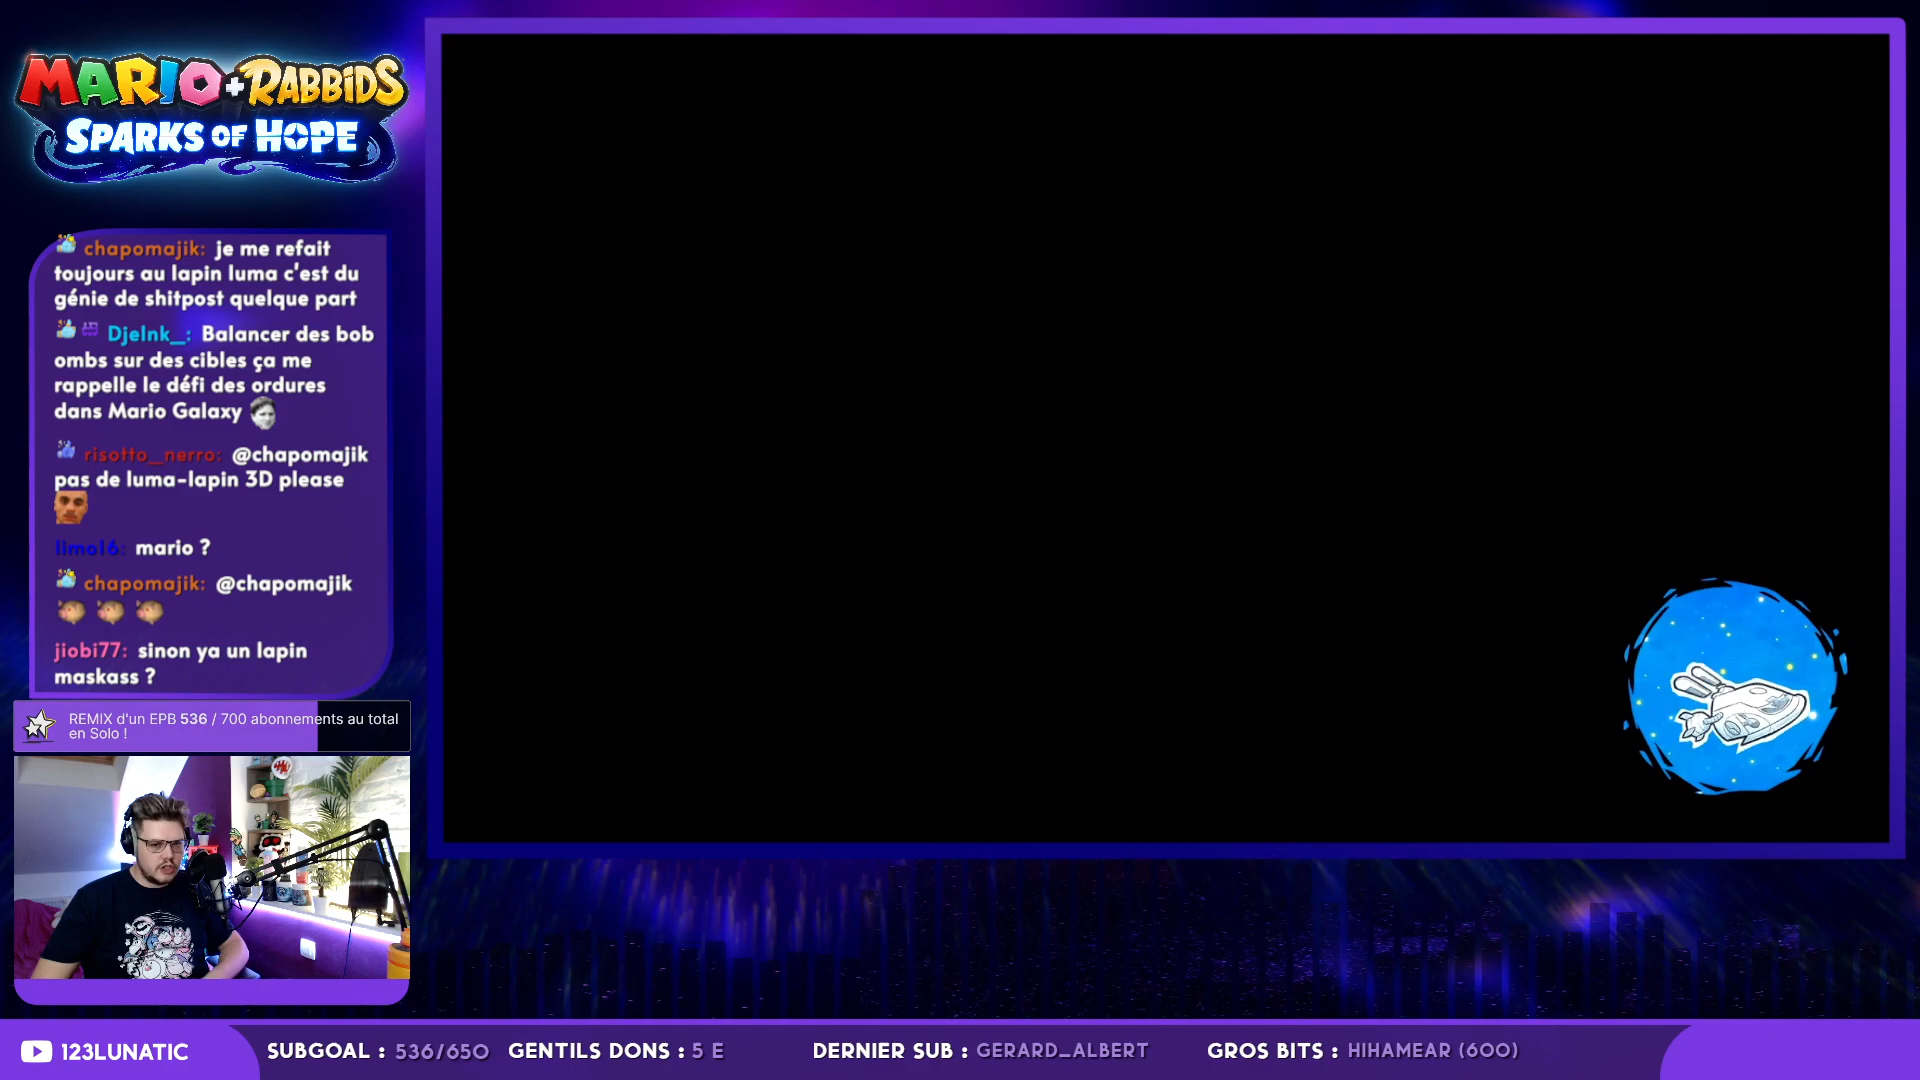 MARIO + RABBIDS
SPARKS OF HOPE
chapomajik: je me refait
toujours au lapin luma c'est du
génie de shitpost quelque part
Djelnk_: Balancer des bob
ombs sur des cibles ça me
rappelle le défi des ordures
dans Mario Galaxy
risotto_nerro: @chapomajik
pas de luma-lapin 3D please
limo16: mario ?
chapomajik: @chapomajik
jiobi77: sinon ya un lapin
maskass ?
REMIX d'un EPB 536 / 700 abonnements au total
en Solo !
123LUNATIC
SUBGOAL : 536/650
GENTILS DONS : 5 E
DERNIER SUB : GERARD_ALBERT
GROS BITS : HIHAMEAR (600)